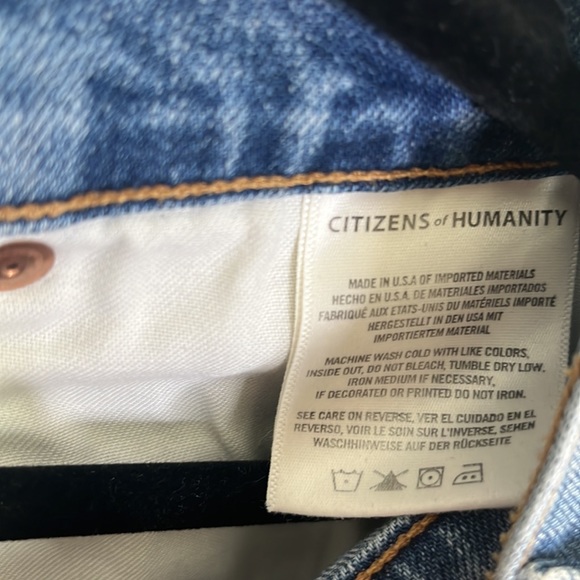 CITIZENS of HUMANITY
MADE IN U.S.A OF IMPORTED MATERIALS
HECHO EN U.S.A. DE MATERIALES IMPORTADOS
FABRIQUÉ AUX ETATS-UNIS DU MATÉRIELS IMPORTÉ
HERGESTELLT IN DEN USA MIT
IMPORTIERTEM MATERIAL
MACHINE WASH COLD WITH LIKE COLORS,
INSIDE OUT. DO NOT BLEACH, TUMBLE DRY LOW.
IRON MEDIUM IF NECESSARY.
IF DECORATED OR PRINTED DO NOT IRON.
SEE CARE ON REVERSE, VER EL CUIDADO EN EL
REVERSO, VOIR LE SOIN SUR L'INVERSE, SEHEN
WASCHHINWEISE AUF DER RÜCKSEITE